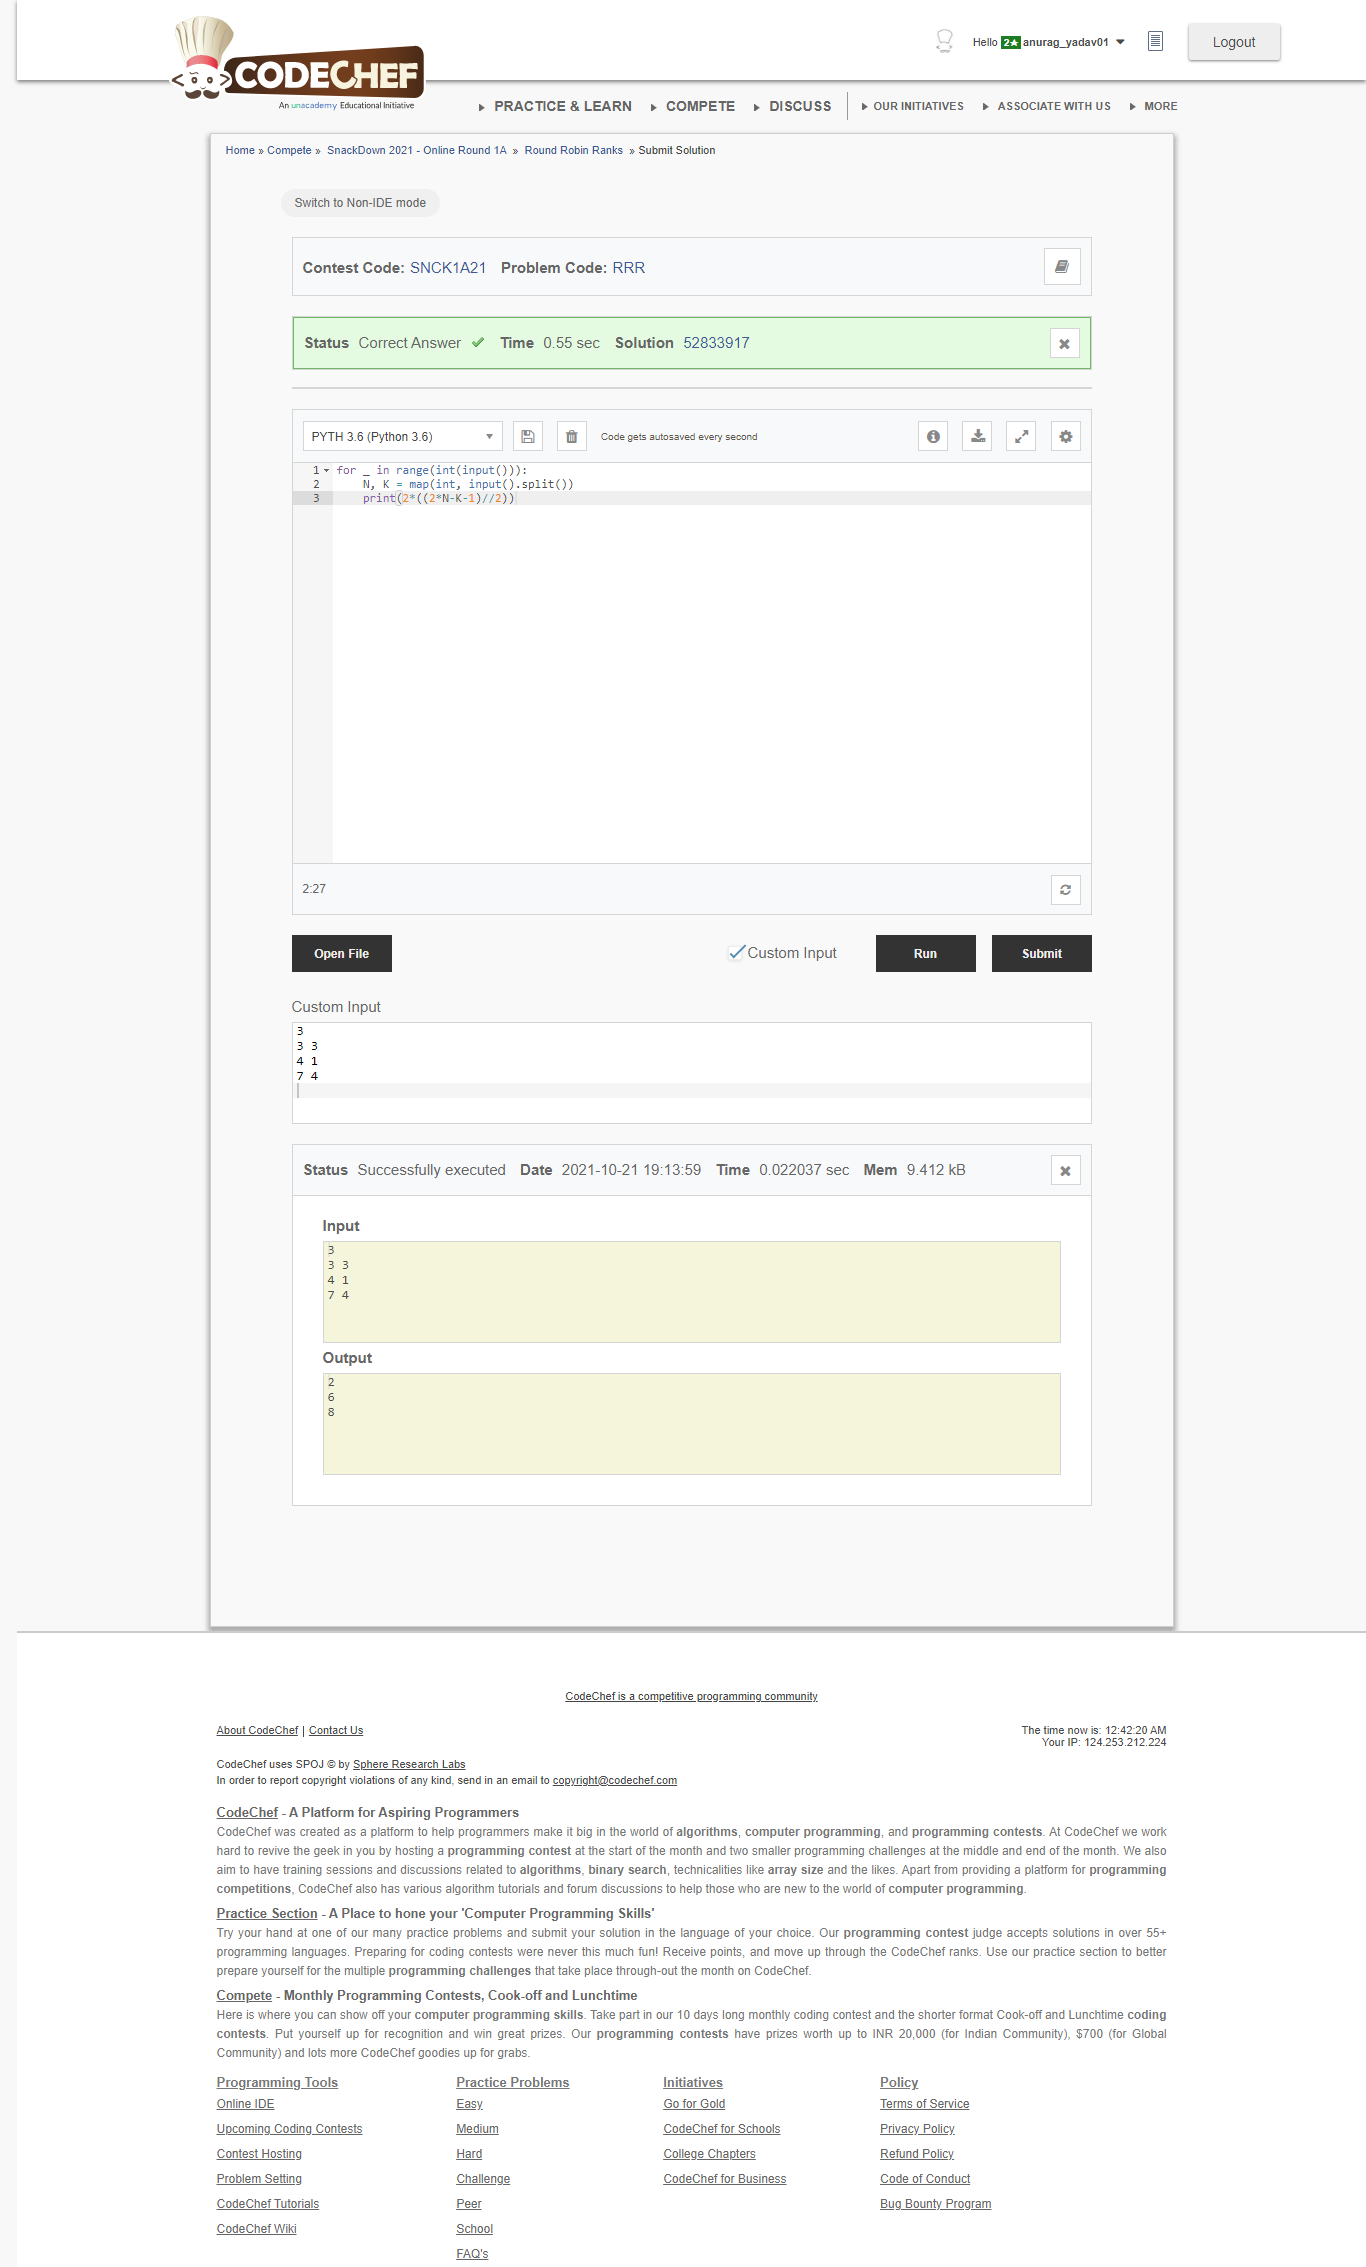 Hello 2★ anurag_yadav01
Logout
CODECHEF
An unacademy Educational Initiative
PRACTICE & LEARN COMPETE DISCUSS OUR INITIATIVES ASSOCIATE WITH US MORE
Home » Compete » SnackDown 2021 - Online Round 1A » Round Robin Ranks » Submit Solution
Switch to Non-IDE mode
Contest Code: SNCK1A21 Problem Code: RRR
Status Correct Answer ✔ Time 0.55 sec Solution 52833917
PYTH 3.6 (Python 3.6) Code gets autosaved every second
1 for _ in range(int(input())):
2 N, K = map(int, input().split())
3 print(2*((2*N-K-1)//2))
2:27
Open File Custom Input Run Submit
Custom Input
3
3 3
4 1
7 4
Status Successfully executed Date 2021-10-21 19:13:59 Time 0.022037 sec Mem 9.412 kB
Input
3
3 3
4 1
7 4
Output
2
6
8
CodeChef is a competitive programming community
About CodeChef | Contact Us
The time now is: 12:42:20 AM
Your IP: 124.253.212.224
CodeChef uses SPOJ © by Sphere Research Labs
In order to report copyright violations of any kind, send in an email to copyright@codechef.com
CodeChef - A Platform for Aspiring Programmers
CodeChef was created as a platform to help programmers make it big in the world of algorithms, computer programming, and programming contests. At CodeChef we work
hard to revive the geek in you by hosting a programming contest at the start of the month and two smaller programming challenges at the middle and end of the month. We also
aim to have training sessions and discussions related to algorithms, binary search, technicalities like array size and the likes. Apart from providing a platform for programming
competitions, CodeChef also has various algorithm tutorials and forum discussions to help those who are new to the world of computer programming.
Practice Section - A Place to hone your 'Computer Programming Skills'
Try your hand at one of our many practice problems and submit your solution in the language of your choice. Our programming contest judge accepts solutions in over 55+
programming languages. Preparing for coding contests were never this much fun! Receive points, and move up through the CodeChef ranks. Use our practice section to better
prepare yourself for the multiple programming challenges that take place through-out the month on CodeChef.
Compete - Monthly Programming Contests, Cook-off and Lunchtime
Here is where you can show off your computer programming skills. Take part in our 10 days long monthly coding contest and the shorter format Cook-off and Lunchtime coding
contests. Put yourself up for recognition and win great prizes. Our programming contests have prizes worth up to INR 20,000 (for Indian Community), $700 (for Global
Community) and lots more CodeChef goodies up for grabs.
Programming Tools
Online IDE
Upcoming Coding Contests
Contest Hosting
Problem Setting
CodeChef Tutorials
CodeChef Wiki
Practice Problems
Easy
Medium
Hard
Challenge
Peer
School
FAQ's
Initiatives
Go for Gold
CodeChef for Schools
College Chapters
CodeChef for Business
Policy
Terms of Service
Privacy Policy
Refund Policy
Code of Conduct
Bug Bounty Program